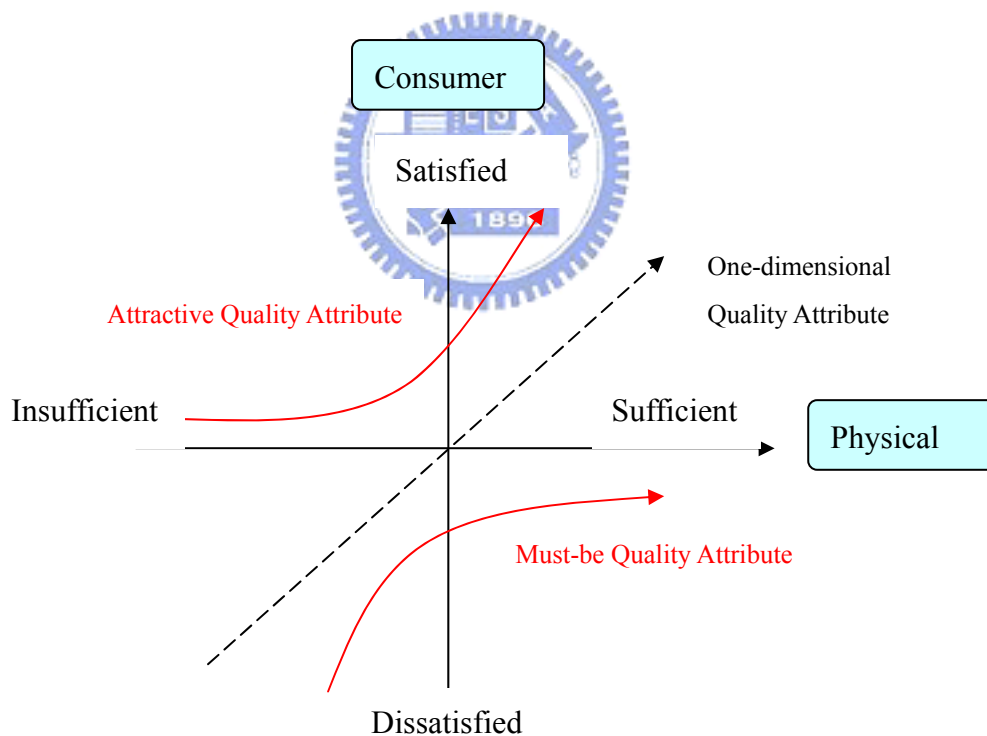 Consumer
Satisfied
One-dimensional
Quality Attribute
Attractive Quality Attribute
Insufficient
Sufficient
Physical
Must-be Quality Attribute
Dissatisfied